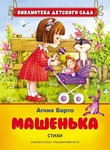 БИБЛИОТЕКА ДЕТСКОГО САДА
Агния Барто
МАШЕНЬКА
СТИХИ